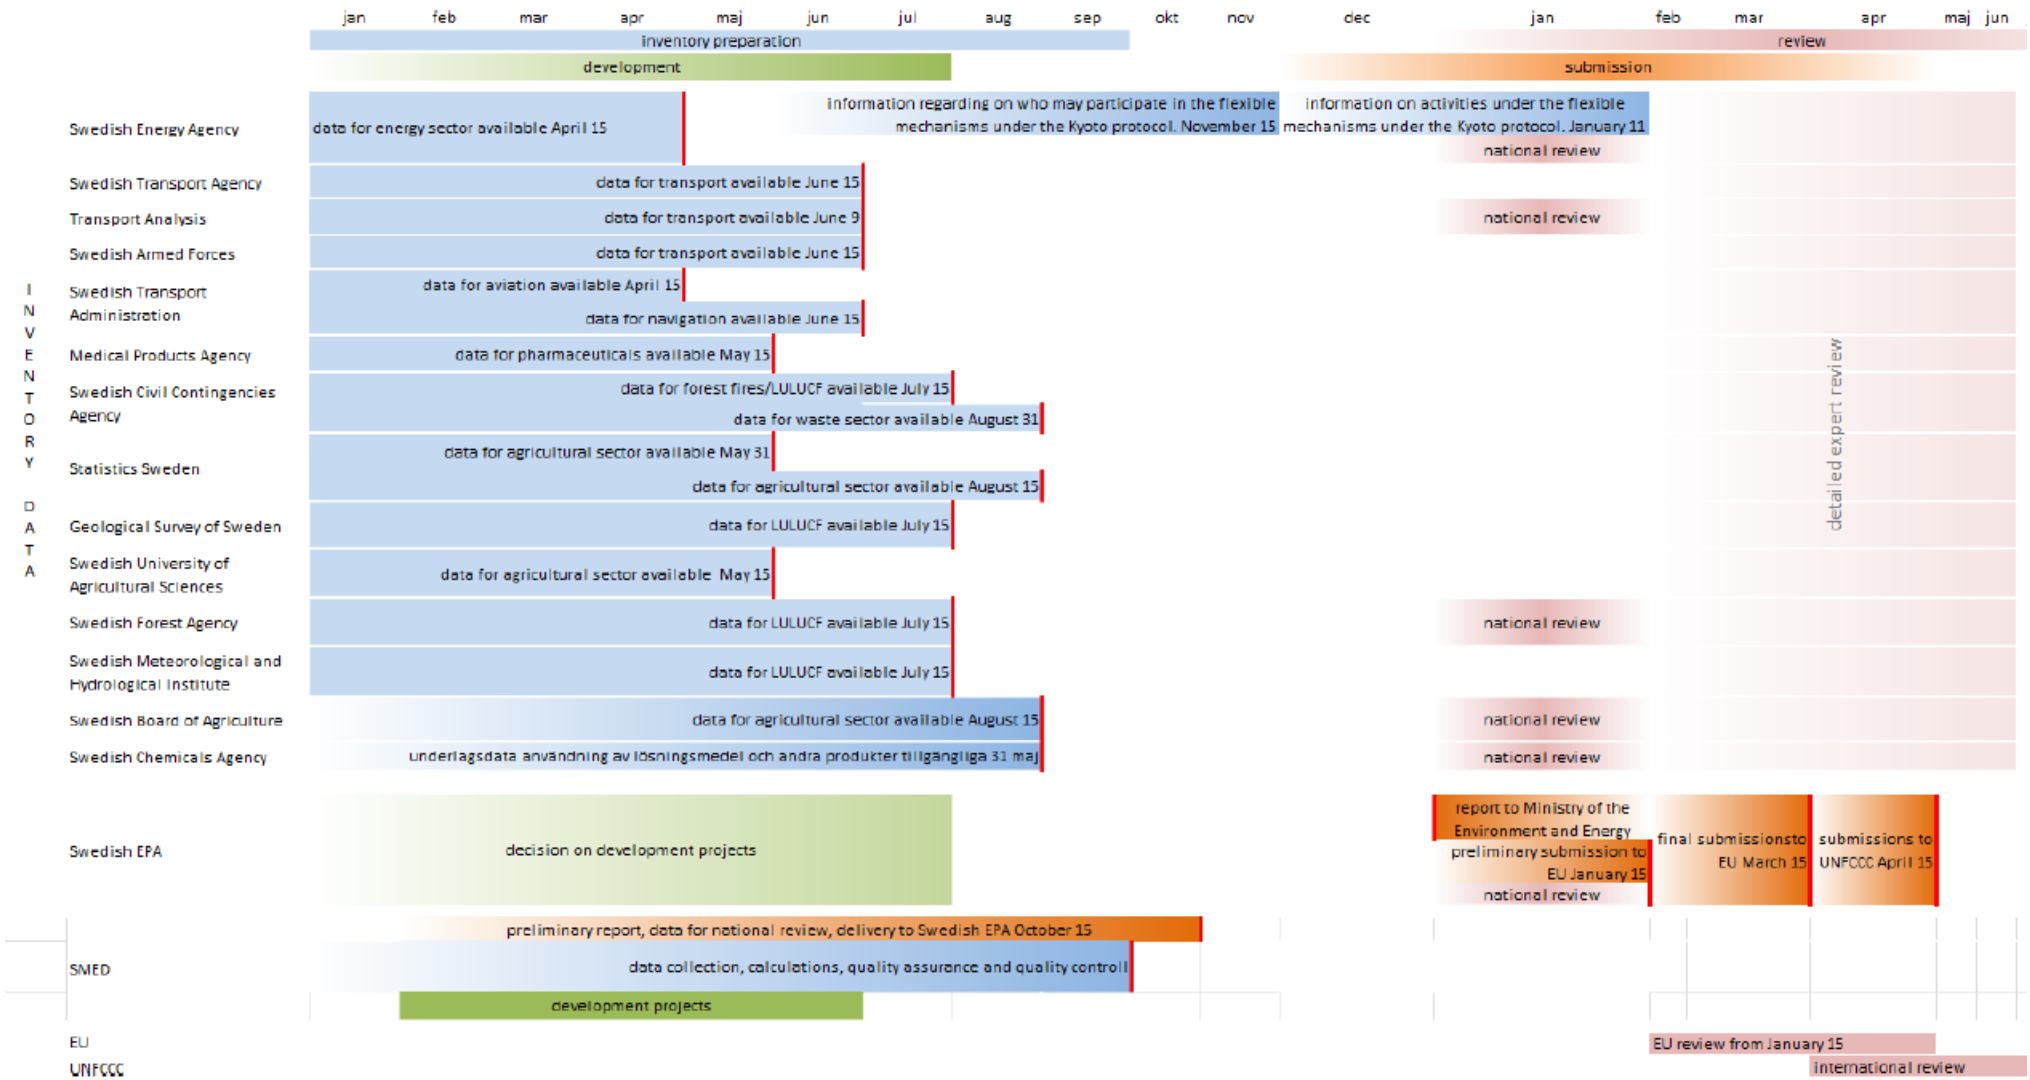 jan feb mar apr maj jun jul aug sep okt nov dec jan feb mar apr maj jun
inventory preparation
review
development
submission
INVENTORY DATA
Swedish Energy Agency
data for energy sector available April 15
information regarding on who may participate in the flexible
mechanisms under the Kyoto protocol. November 15
information on activities under the flexible
mechanisms under the Kyoto protocol. January 11
national review
Swedish Transport Agency
data for transport available June 15
Transport Analysis
data for transport available June 9
national review
Swedish Armed Forces
data for transport available June 15
Swedish Transport
Administration
data for aviation available April 15
data for navigation available June 15
Medical Products Agency
data for pharmaceuticals available May 15
Swedish Civil Contingencies
Agency
data for forest fires/LULUCF available July 15
data for waste sector available August 31
Statistics Sweden
data for agricultural sector available May 31
data for agricultural sector available August 15
Geological Survey of Sweden
data for LULUCF available July 15
Swedish University of
Agricultural Sciences
data for agricultural sector available May 15
Swedish Forest Agency
data for LULUCF available July 15
national review
Swedish Meteorological and
Hydrological Institute
data for LULUCF available July 15
Swedish Board of Agriculture
data for agricultural sector available August 15
national review
Swedish Chemicals Agency
underlagsdata användning av lösningsmedel och andra produkter tillgängliga 31 maj
national review
detailed expert review
Swedish EPA
decision on development projects
report to Ministry of the
Environment and Energy
preliminary submission to
EU January 15
national review
final submissionsto
EU March 15
submissions to
UNFCCC April 15
SMED
preliminary report, data for national review, delivery to Swedish EPA October 15
data collection, calculations, quality assurance and quality controll
development projects
EU
EU review from January 15
UNFCCC
international review